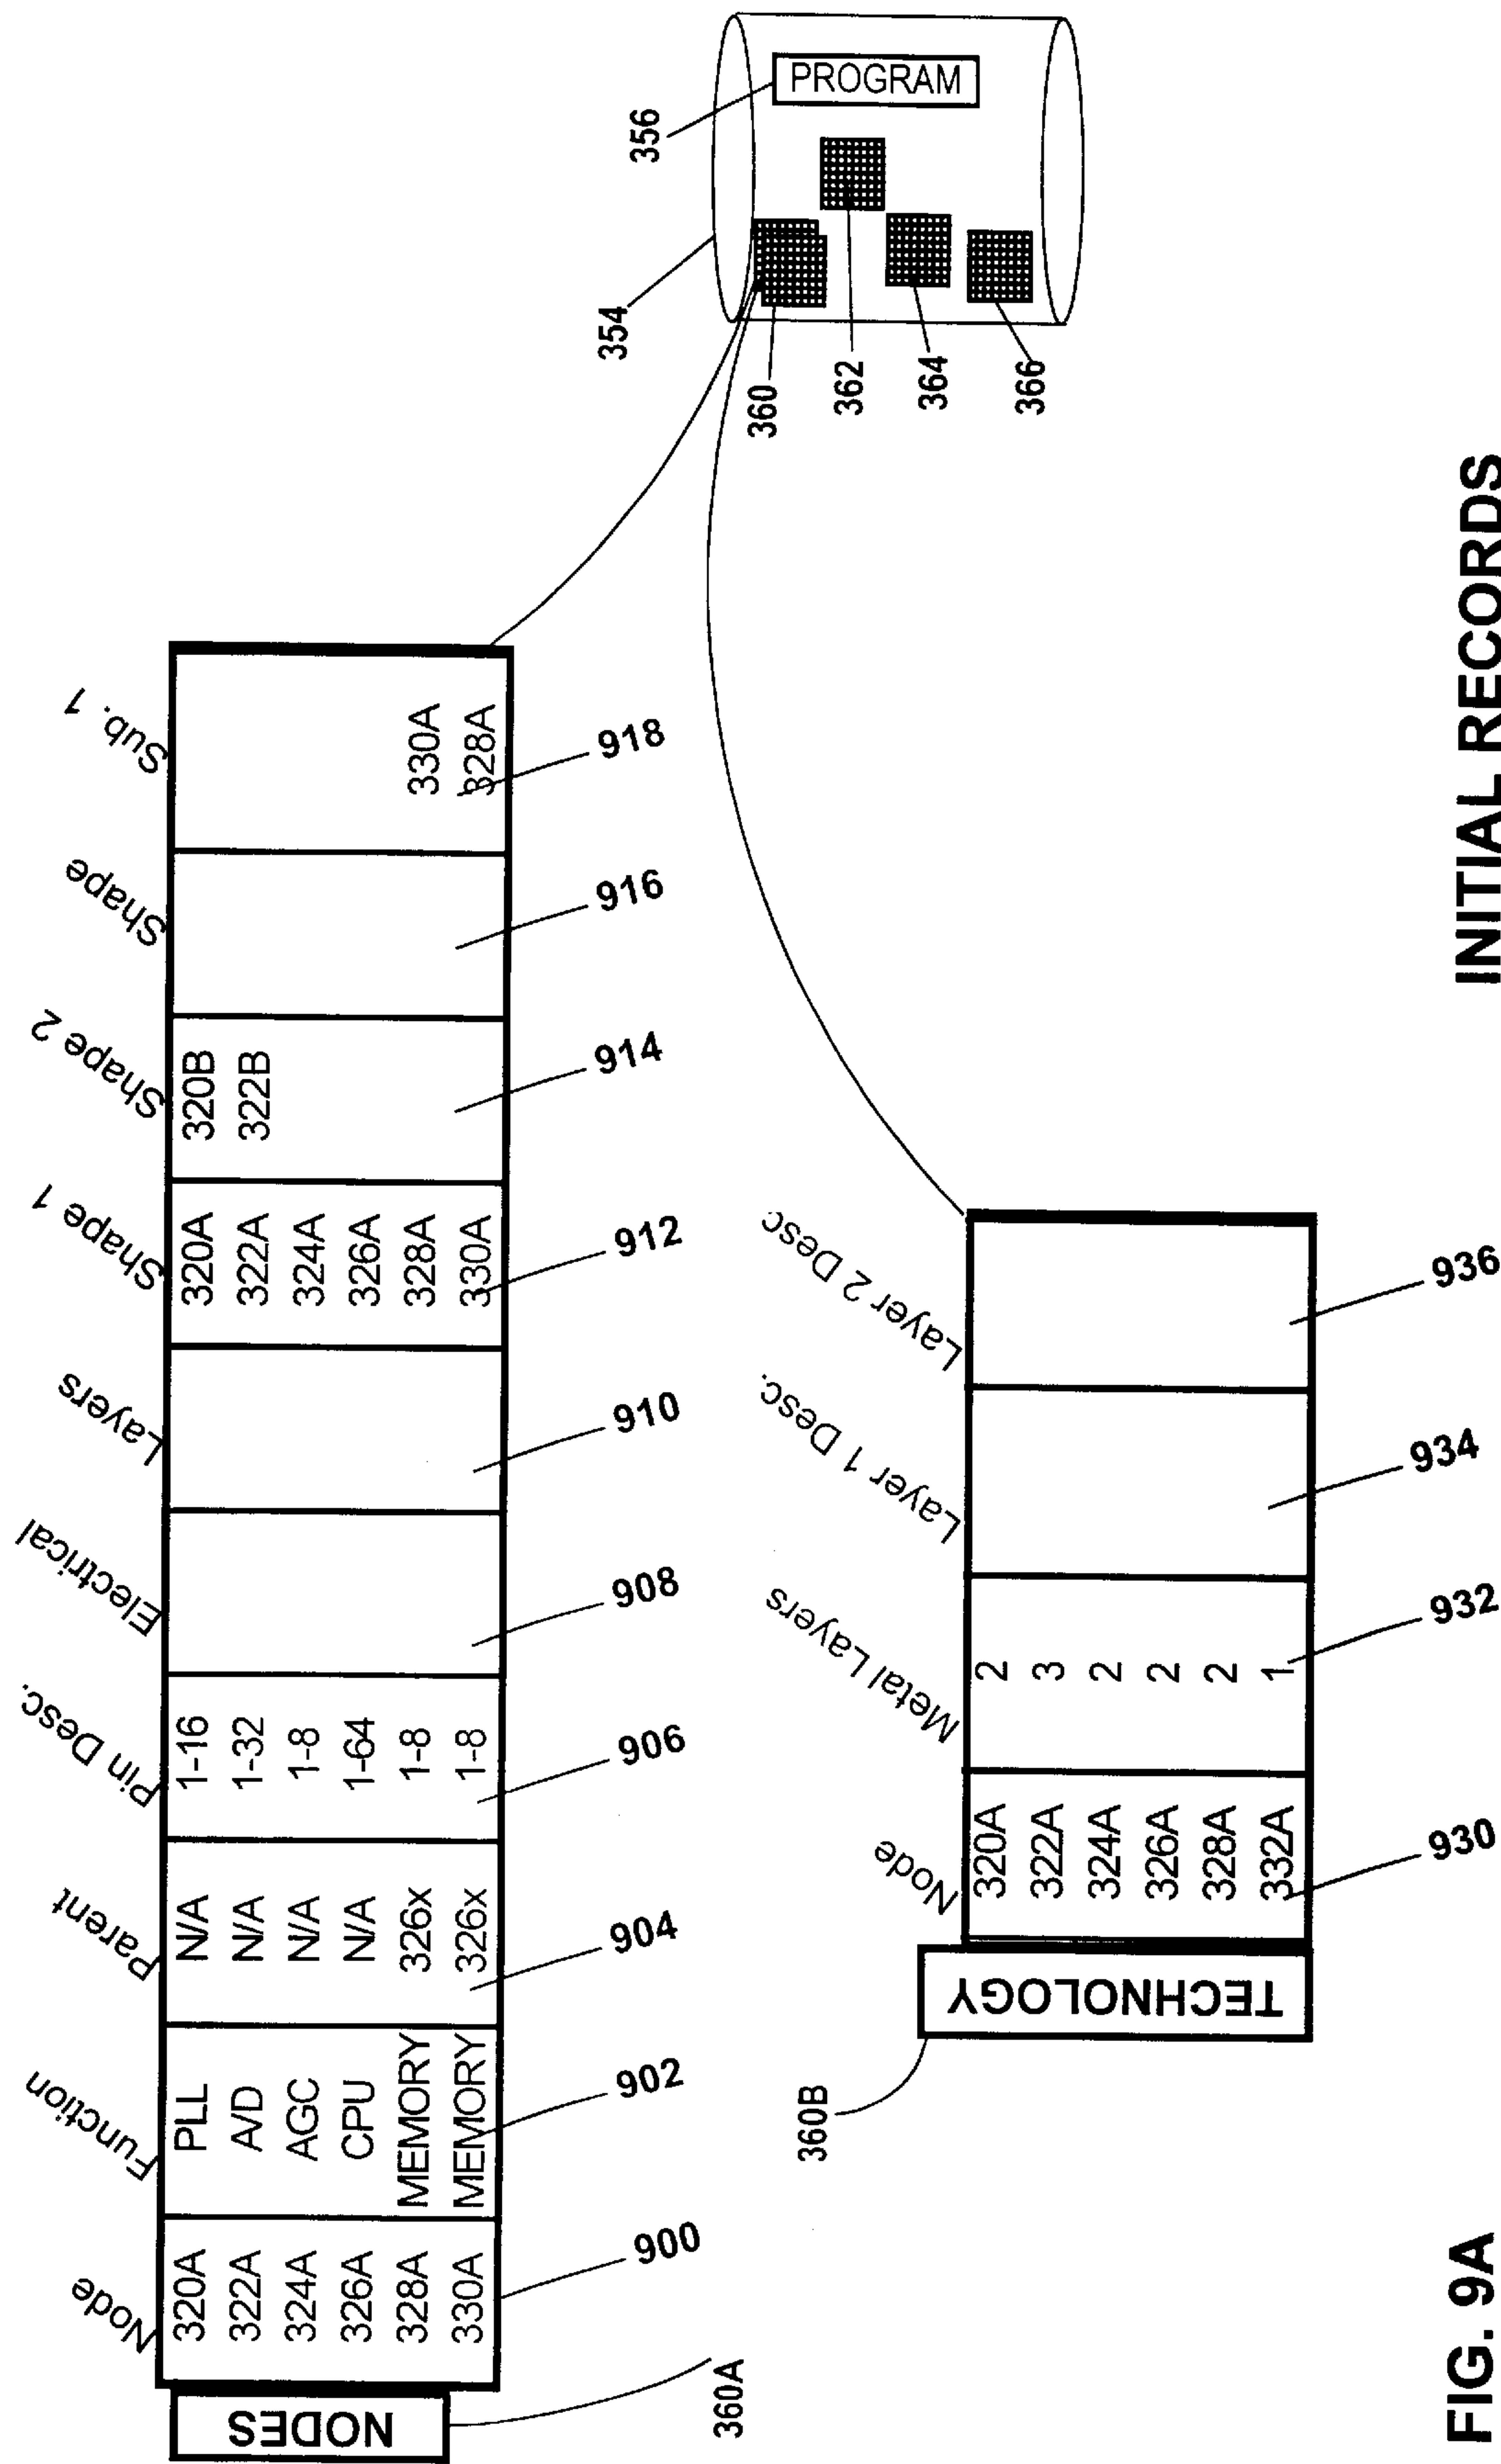 NODES
360A
Node Function Parent Pin Desc. Electrical Layers Shape 1 Shape 2 Shape Sub. 1
320A PLL N/A 1-16 320A 320B
322A A/D N/A 1-32 322A 322B
324A AGC N/A 1-8 324A
326A CPU N/A 1-64 326A
328A MEMORY 326x 1-8 328A 330A
330A MEMORY 326x 1-8 330A 328A
900 902 904 906 908 910 912 914 916 918
354
356
PROGRAM
360
362
364
366
360B
TECHNOLOGY
Node Metal Layers Layer 1 Desc. Layer 2 Desc
320A 2
322A 3
324A 2
326A 2
328A 2
332A 1
930 932 934 936
FIG. 9A
INITIAL RECORDS